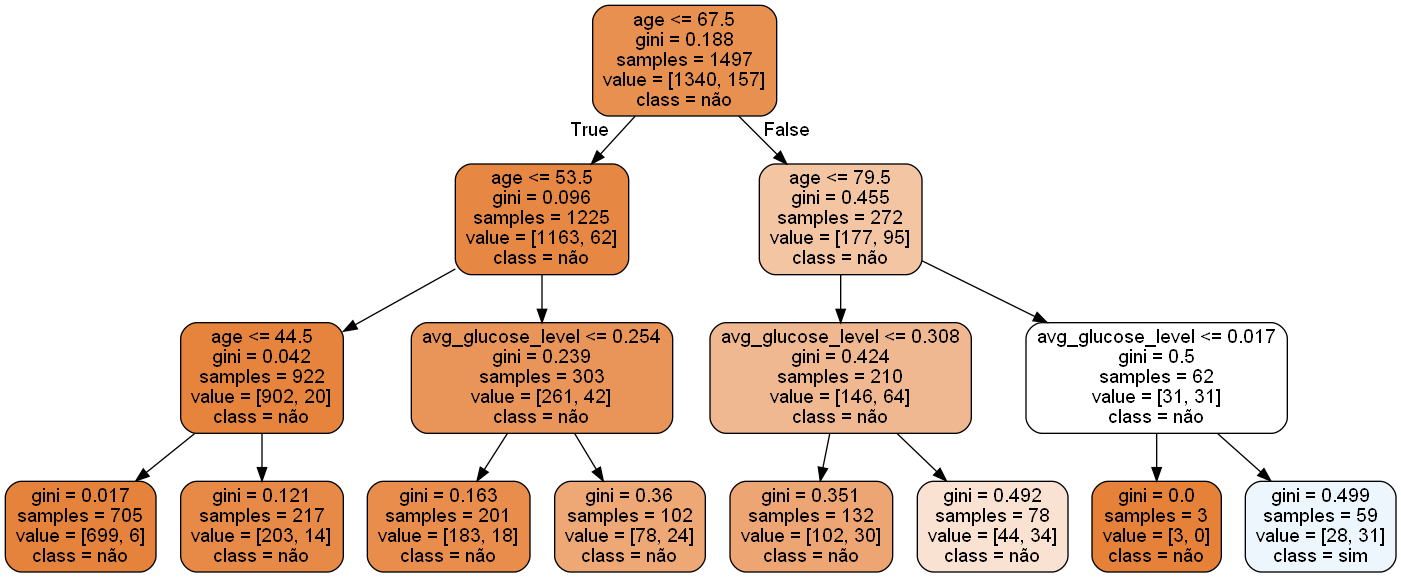 age <= 67.5
gini = 0.188
samples = 1497
value = [1340, 157]
class = não
True
False
age <= 53.5
gini = 0.096
samples = 1225
value = [1163, 62]
class = não
age <= 79.5
gini = 0.455
samples = 272
value = [177, 95]
class = não
age <= 44.5
gini = 0.042
samples = 922
value = [902, 20]
class = não
avg_glucose_level <= 0.254
gini = 0.239
samples = 303
value = [261, 42]
class = não
avg_glucose_level <= 0.308
gini = 0.424
samples = 210
value = [146, 64]
class = não
avg_glucose_level <= 0.017
gini = 0.5
samples = 62
value = [31, 31]
class = não
gini = 0.017
samples = 705
value = [699, 6]
class = não
gini = 0.121
samples = 217
value = [203, 14]
class = não
gini = 0.163
samples = 201
value = [183, 18]
class = não
gini = 0.36
samples = 102
value = [78, 24]
class = não
gini = 0.351
samples = 132
value = [102, 30]
class = não
gini = 0.492
samples = 78
value = [44, 34]
class = não
gini = 0.0
samples = 3
value = [3, 0]
class = não
gini = 0.499
samples = 59
value = [28, 31]
class = sim